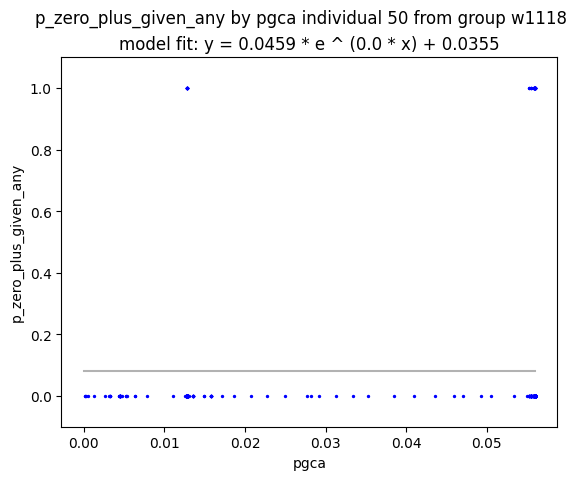 p_zero_plus_given_any by pgca individual 50 from group w1118
model fit: y = 0.0459 * e ^ (0.0 * x) + 0.0355
1.0
0.8
0.6
0.4
0.2
0.0
p_zero_plus_given_any
0.00 0.01 0.02 0.03 0.04 0.05
pgca